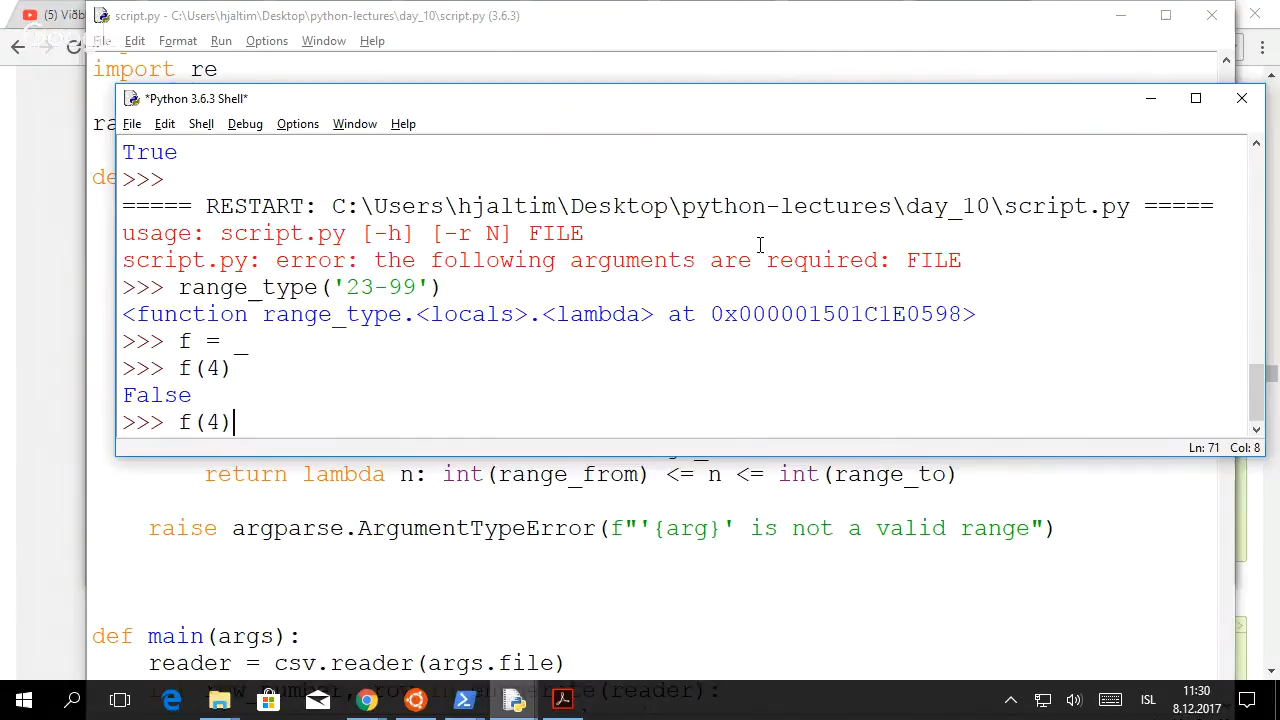 (5) Viðb
script.py - C:\Users\hjaltim\Desktop\python-lectures\day_10\script.py (3.6.3)
Edit Format Run Options Window Help
import re
*Python 3.6.3 Shell*
File Edit Shell Debug Options Window Help
True
>>>
===== RESTART: C:\Users\hjaltim\Desktop\python-lectures\day_10\script.py =====
usage: script.py [-h] [-r N] FILE
script.py: error: the following arguments are required: FILE
>>> range_type('23-99')
<function range_type.<locals>.<lambda> at 0x000001501C1E0598>
>>> f = _
>>> f(4)
False
>>> f(4)
Ln: 71 Col: 8
return lambda n: int(range_from) <= n <= int(range_to)
raise argparse.ArgumentTypeError(f"'{arg}' is not a valid range")
def main(args):
reader = csv.reader(args.file)
(reader):
ÍSL
11:30
8.12.2017